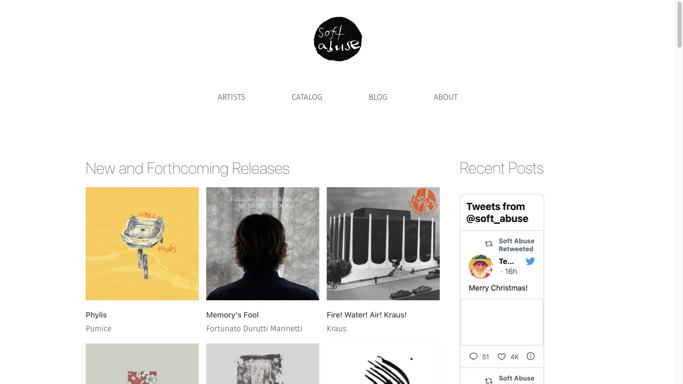 soft
abuse
ARTISTS
CATALOG
BLOG
ABOUT
New and Forthcoming Releases
Recent Posts
MEMORY'S FOOL
Phylis
Pumice
Memory's Fool
Fortunato Durutti Marinetti
Fire! Water! Air! Kraus!
Kraus
Tweets from
@soft_abuse
Soft Abuse
Retweeted
Te...
· 16h
Merry Christmas!
51
4K
Soft Abuse